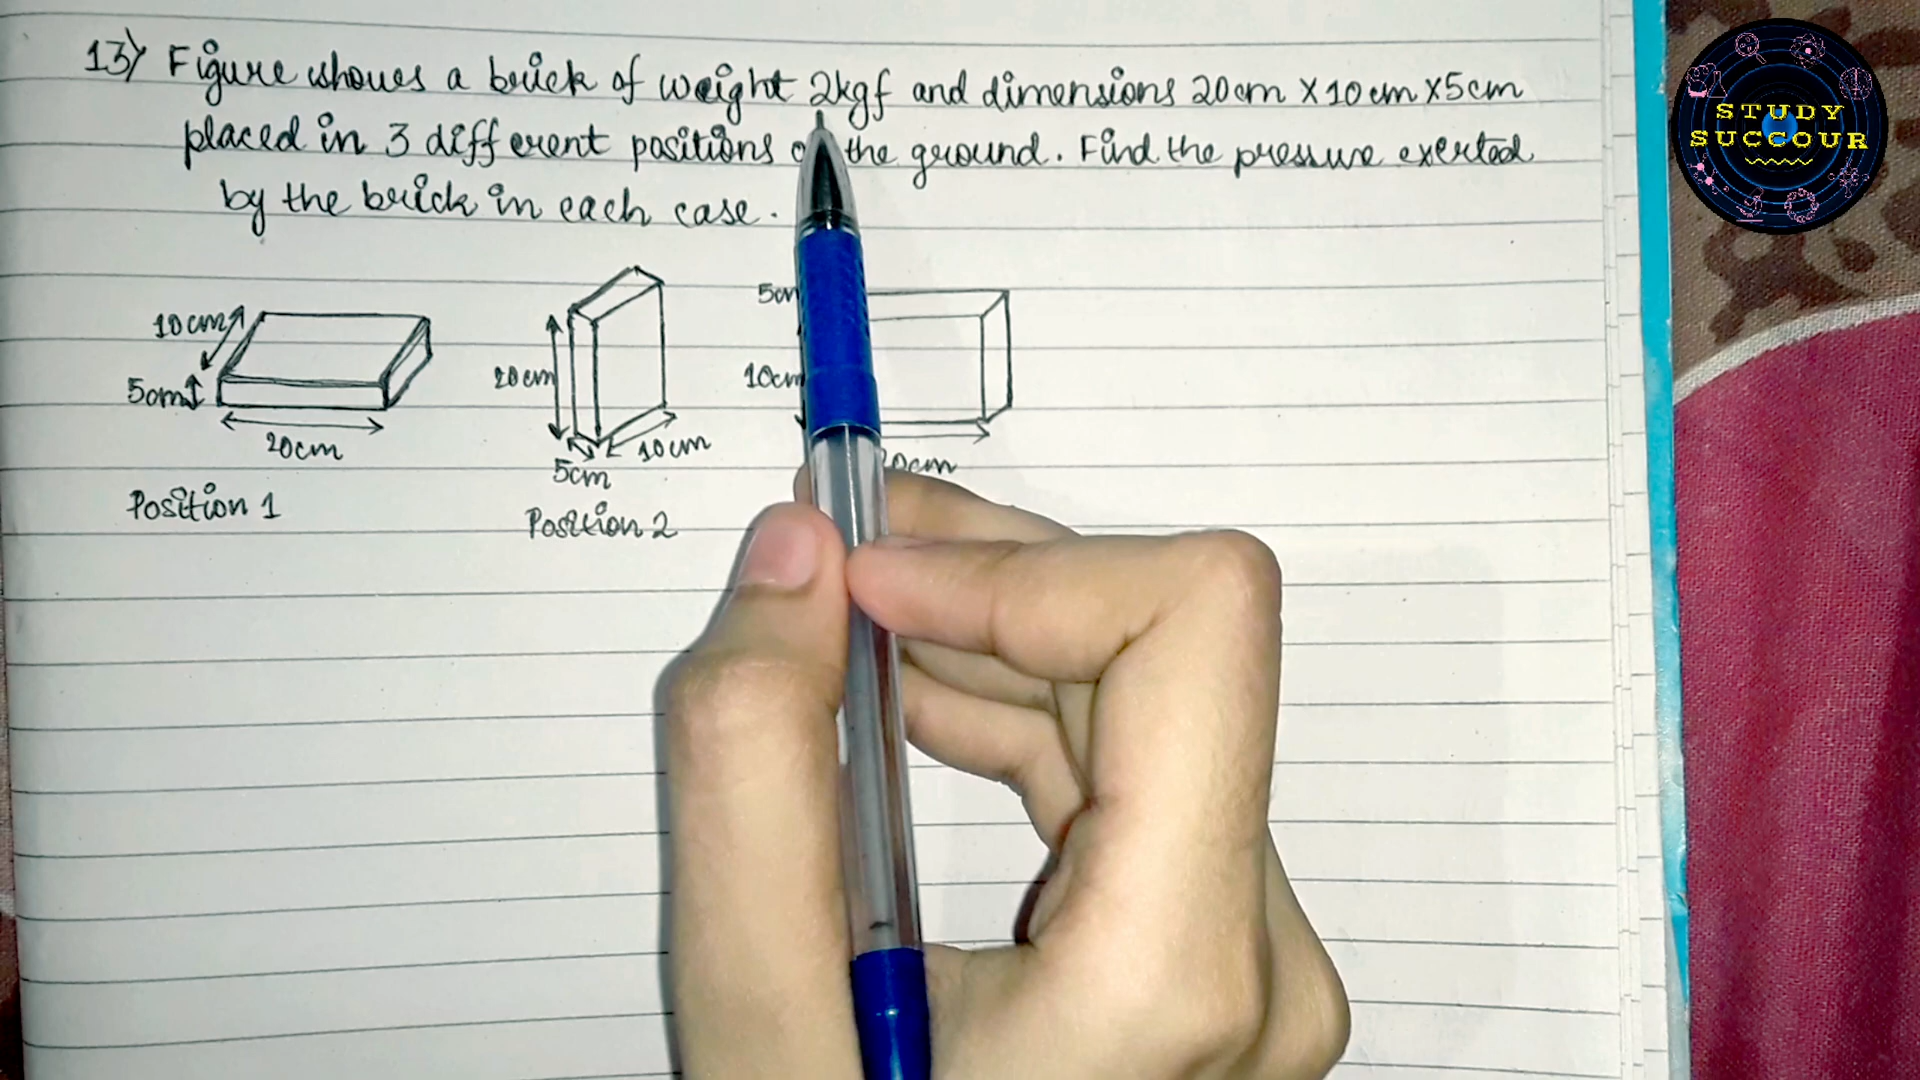 13) Figure shows a brick of weight 2kgf and dimensions 20cm x 10cm x 5cm
placed in 3 different positions the ground. Find the pressure exerted
by the brick in each case.
10cm
5cm
20cm
Position 1
20cm
5cm
10cm
Position 2
10cm
STUDY
SUCCOUR